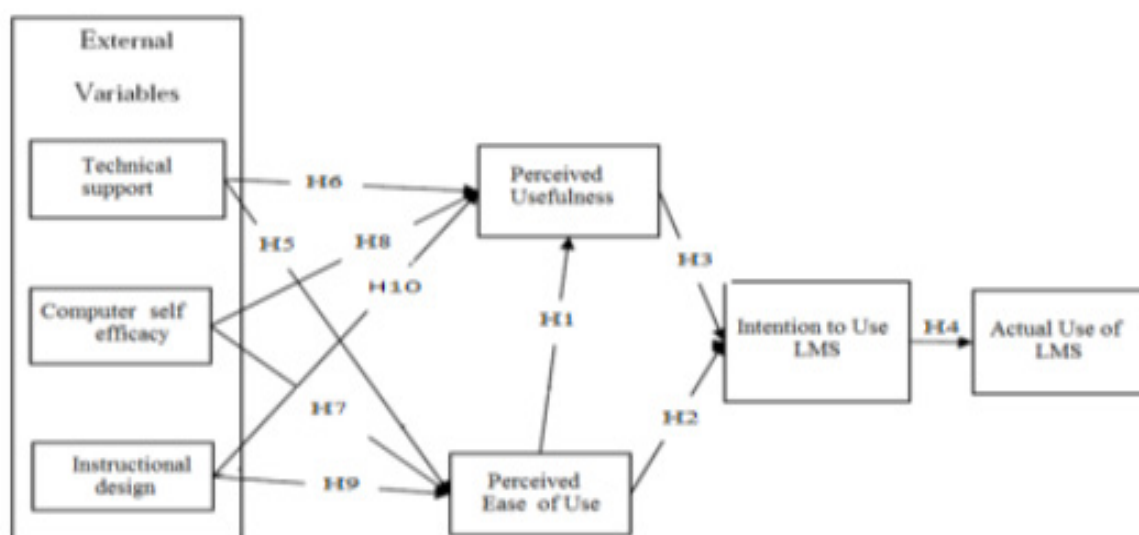 External
Variables
Technical
support
Computer self
efficacy
Instructional
design
H6
H5
H8
H10
H7
H9
Perceived
Usefulness
H1
Perceived
Ease of Use
H3
H2
Intention to Use
LMS
H4
Actual Use of
LMS